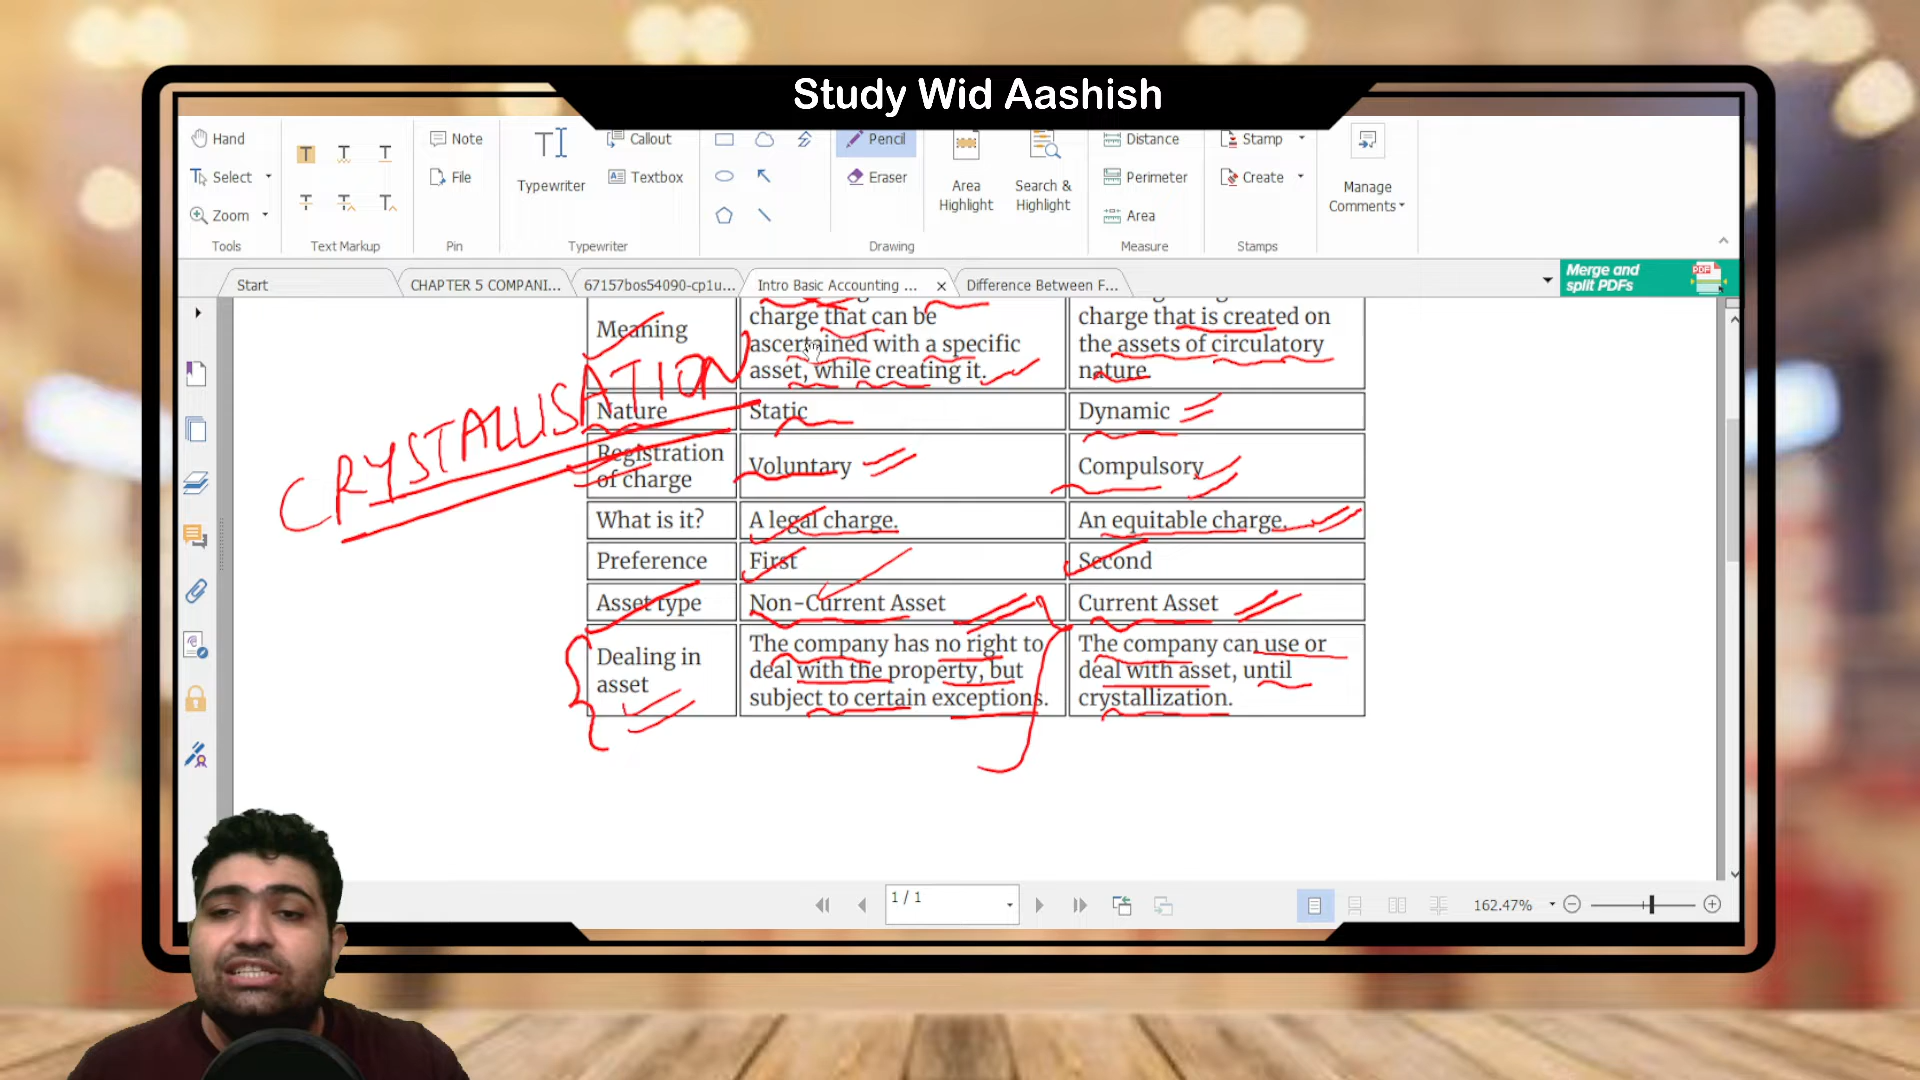 Study Wid Aashish
Hand
Select
Zoom
Tools
Text Markup
Note
File
Pin
Typewriter
Callout
Textbox
Typewriter
Pencil
Eraser
Area Highlight
Search & Highlight
Drawing
Distance
Perimeter
Area
Measure
Stamp
Create
Stamps
Manage Comments
Start
CHAPTER 5 COMPANI...
67157bos54090-cp1u...
Intro Basic Accounting ...
Difference Between F...
Merge and
split PDFs
PDF
Meaning
charge that can be
ascertained with a specific
asset, while creating it.
charge that is created on
the assets of circulatory
nature.
Nature
Static
Dynamic
Registration
of charge
Voluntary
Compulsory
What is it?
A legal charge.
An equitable charge.
Preference
First
Second
Asset type
Non-Current Asset
Current Asset
Dealing in
asset
The company has no right to
deal with the property, but
subject to certain exceptions.
The company can use or
deal with asset, until
crystallization.
CRYSTALLISATION
1 / 1
162.47%